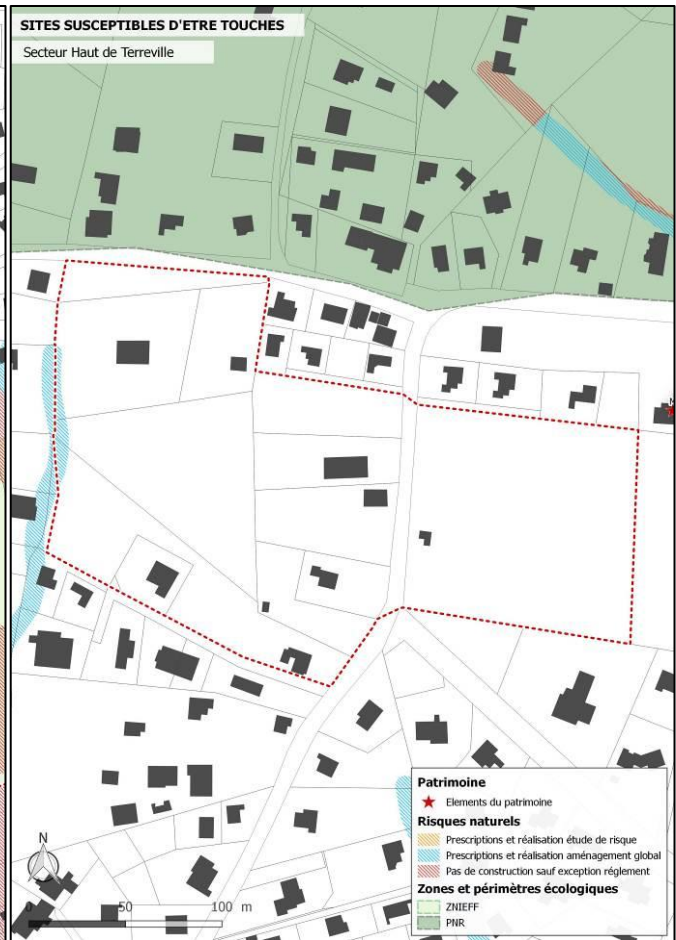 SITES SUSCEPTIBLES D'ETRE TOUCHES
Secteur Haut de Terreville
Patrimoine
Elements du patrimoine
Risques naturels
Prescriptions et réalisation étude de risque
Prescriptions et réalisation aménagement global
Pas de construction sauf exception réglement
Zones et périmètres écologiques
ZNIEFF
PNR
N
0 50 100 m